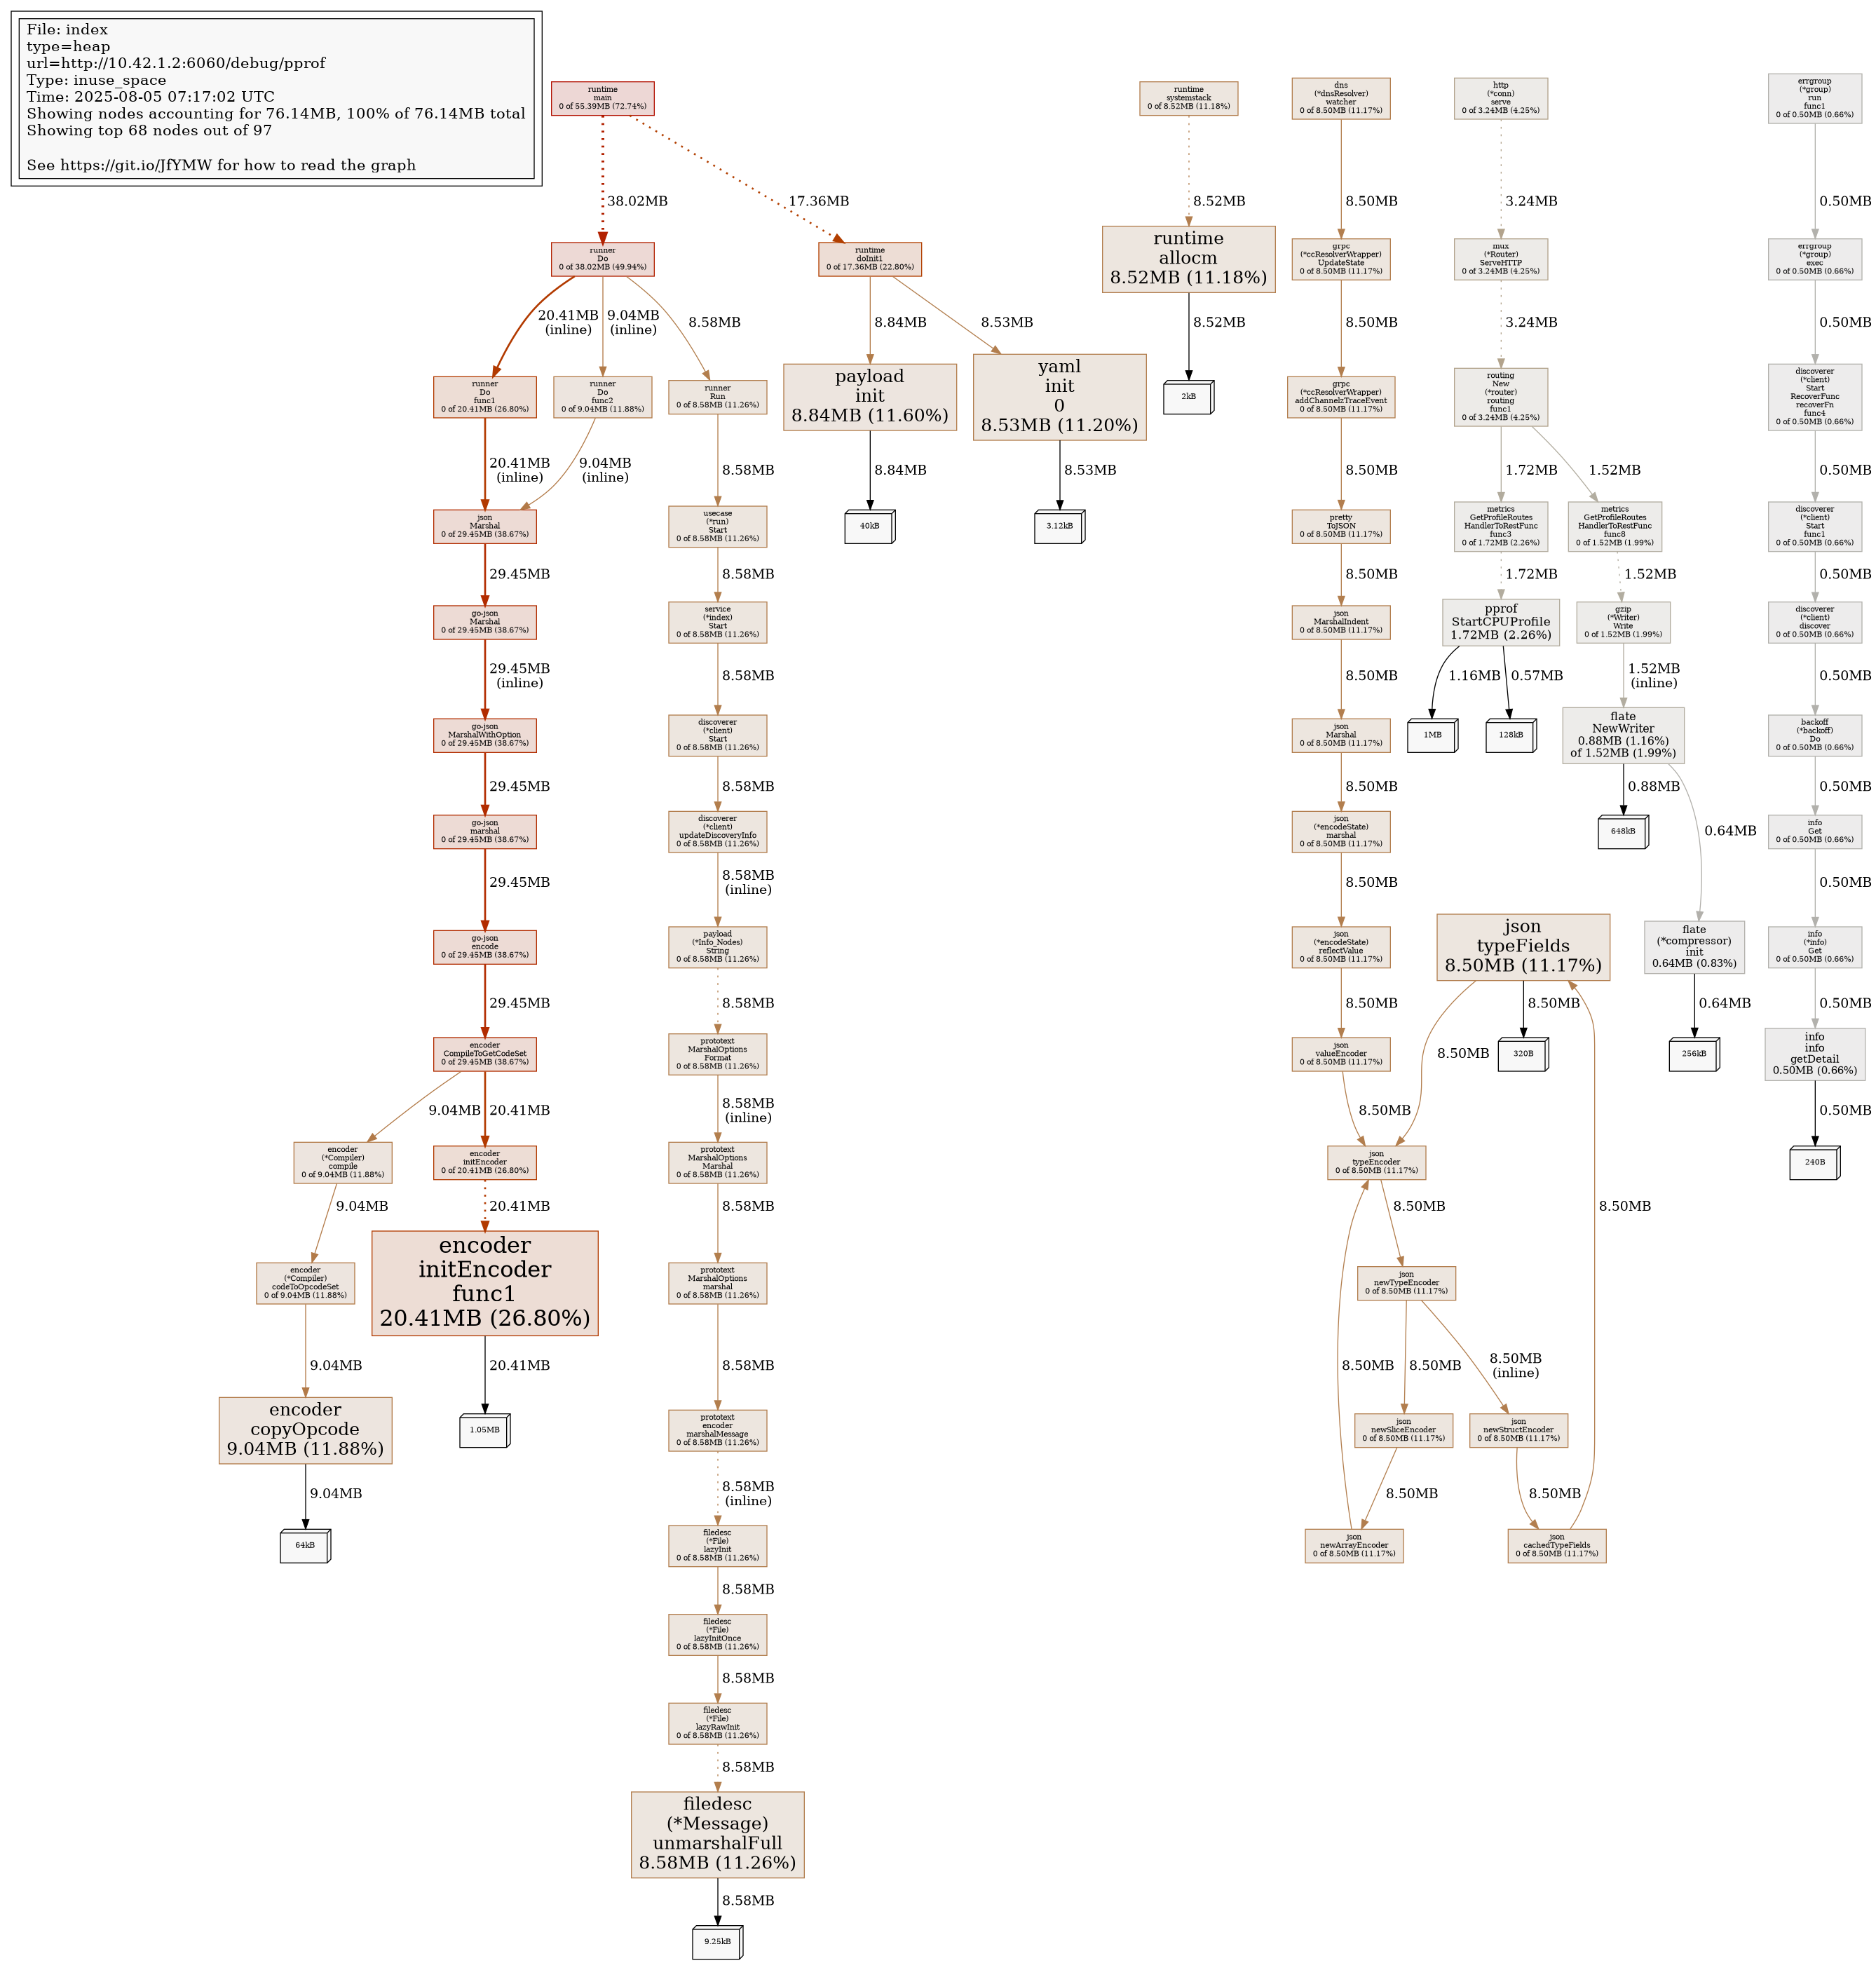 File: index
type=heap
url=http://10.42.1.2:6060/debug/pprof
Type: inuse_space
Time: 2025-08-05 07:17:02 UTC
Showing nodes accounting for 76.14MB, 100% of 76.14MB total
Showing top 68 nodes out of 97
See https://git.io/JfYMW for how to read the graph
runtime
main
0 of 55.39MB (72.74%)
38.02MB
17.36MB
runner
Do
0 of 38.02MB (49.94%)
runtime
doInit1
0 of 17.36MB (22.80%)
20.41MB
(inline)
9.04MB
(inline)
8.58MB
8.84MB
8.53MB
runner
Do
func1
0 of 20.41MB (26.80%)
runner
Do
func2
0 of 9.04MB (11.88%)
runner
Run
0 of 8.58MB (11.26%)
payload
init
8.84MB (11.60%)
yaml
init
0
8.53MB (11.20%)
20.41MB
(inline)
9.04MB
(inline)
8.58MB
8.84MB
8.53MB
40kB
3.12kB
json
Marshal
0 of 29.45MB (38.67%)
29.45MB
go-json
Marshal
0 of 29.45MB (38.67%)
29.45MB
(inline)
go-json
MarshalWithOption
0 of 29.45MB (38.67%)
29.45MB
go-json
marshal
0 of 29.45MB (38.67%)
29.45MB
go-json
encode
0 of 29.45MB (38.67%)
29.45MB
encoder
CompileToGetCodeSet
0 of 29.45MB (38.67%)
9.04MB
20.41MB
encoder
(*Compiler)
compile
0 of 9.04MB (11.88%)
encoder
initEncoder
0 of 20.41MB (26.80%)
9.04MB
20.41MB
encoder
(*Compiler)
codeToOpcodeSet
0 of 9.04MB (11.88%)
encoder
initEncoder
func1
20.41MB (26.80%)
9.04MB
20.41MB
encoder
copyOpcode
9.04MB (11.88%)
1.05MB
9.04MB
64kB
usecase
(*run)
Start
0 of 8.58MB (11.26%)
8.58MB
service
(*index)
Start
0 of 8.58MB (11.26%)
8.58MB
discoverer
(*client)
Start
0 of 8.58MB (11.26%)
8.58MB
discoverer
(*client)
updateDiscoveryInfo
0 of 8.58MB (11.26%)
8.58MB
(inline)
payload
(*Info_Nodes)
String
0 of 8.58MB (11.26%)
8.58MB
prototext
MarshalOptions
Format
0 of 8.58MB (11.26%)
8.58MB
(inline)
prototext
MarshalOptions
Marshal
0 of 8.58MB (11.26%)
8.58MB
prototext
MarshalOptions
marshal
0 of 8.58MB (11.26%)
8.58MB
prototext
encoder
marshalMessage
0 of 8.58MB (11.26%)
8.58MB
(inline)
filedesc
(*File)
lazyInit
0 of 8.58MB (11.26%)
8.58MB
filedesc
(*File)
lazyInitOnce
0 of 8.58MB (11.26%)
8.58MB
filedesc
(*File)
lazyRawInit
0 of 8.58MB (11.26%)
8.58MB
filedesc
(*Message)
unmarshalFull
8.58MB (11.26%)
8.58MB
9.25kB
runtime
systemstack
0 of 8.52MB (11.18%)
8.52MB
runtime
allocm
8.52MB (11.18%)
8.52MB
2kB
dns
(*dnsResolver)
watcher
0 of 8.50MB (11.17%)
8.50MB
grpc
(*ccResolverWrapper)
UpdateState
0 of 8.50MB (11.17%)
8.50MB
grpc
(*ccResolverWrapper)
addChannelzTraceEvent
0 of 8.50MB (11.17%)
8.50MB
pretty
ToJSON
0 of 8.50MB (11.17%)
8.50MB
json
MarshalIndent
0 of 8.50MB (11.17%)
8.50MB
json
Marshal
0 of 8.50MB (11.17%)
8.50MB
json
(*encodeState)
marshal
0 of 8.50MB (11.17%)
8.50MB
json
(*encodeState)
reflectValue
0 of 8.50MB (11.17%)
8.50MB
json
valueEncoder
0 of 8.50MB (11.17%)
8.50MB
json
typeFields
8.50MB (11.17%)
8.50MB
8.50MB
320B
json
typeEncoder
0 of 8.50MB (11.17%)
8.50MB
json
newTypeEncoder
0 of 8.50MB (11.17%)
8.50MB
8.50MB
8.50MB
(inline)
8.50MB
json
newSliceEncoder
0 of 8.50MB (11.17%)
json
newStructEncoder
0 of 8.50MB (11.17%)
8.50MB
8.50MB
json
newArrayEncoder
0 of 8.50MB (11.17%)
json
cachedTypeFields
0 of 8.50MB (11.17%)
http
(*conn)
serve
0 of 3.24MB (4.25%)
3.24MB
mux
(*Router)
ServeHTTP
0 of 3.24MB (4.25%)
3.24MB
routing
New
(*router)
routing
func1
0 of 3.24MB (4.25%)
1.72MB
1.52MB
metrics
GetProfileRoutes
HandlerToRestFunc
func3
0 of 1.72MB (2.26%)
metrics
GetProfileRoutes
HandlerToRestFunc
func8
0 of 1.52MB (1.99%)
1.72MB
1.52MB
pprof
StartCPUProfile
1.72MB (2.26%)
gzip
(*Writer)
Write
0 of 1.52MB (1.99%)
1.16MB
0.57MB
1.52MB
(inline)
1MB
128kB
flate
NewWriter
0.88MB (1.16%)
of 1.52MB (1.99%)
0.88MB
0.64MB
648kB
flate
(*compressor)
init
0.64MB (0.83%)
0.64MB
256kB
errgroup
(*group)
run
func1
0 of 0.50MB (0.66%)
0.50MB
errgroup
(*group)
exec
0 of 0.50MB (0.66%)
0.50MB
discoverer
(*client)
Start
RecoverFunc
recoverFn
func4
0 of 0.50MB (0.66%)
0.50MB
discoverer
(*client)
Start
func1
0 of 0.50MB (0.66%)
0.50MB
discoverer
(*client)
discover
0 of 0.50MB (0.66%)
0.50MB
backoff
(*backoff)
Do
0 of 0.50MB (0.66%)
0.50MB
info
Get
0 of 0.50MB (0.66%)
0.50MB
info
(*info)
Get
0 of 0.50MB (0.66%)
0.50MB
info
info
getDetail
0.50MB (0.66%)
0.50MB
240B